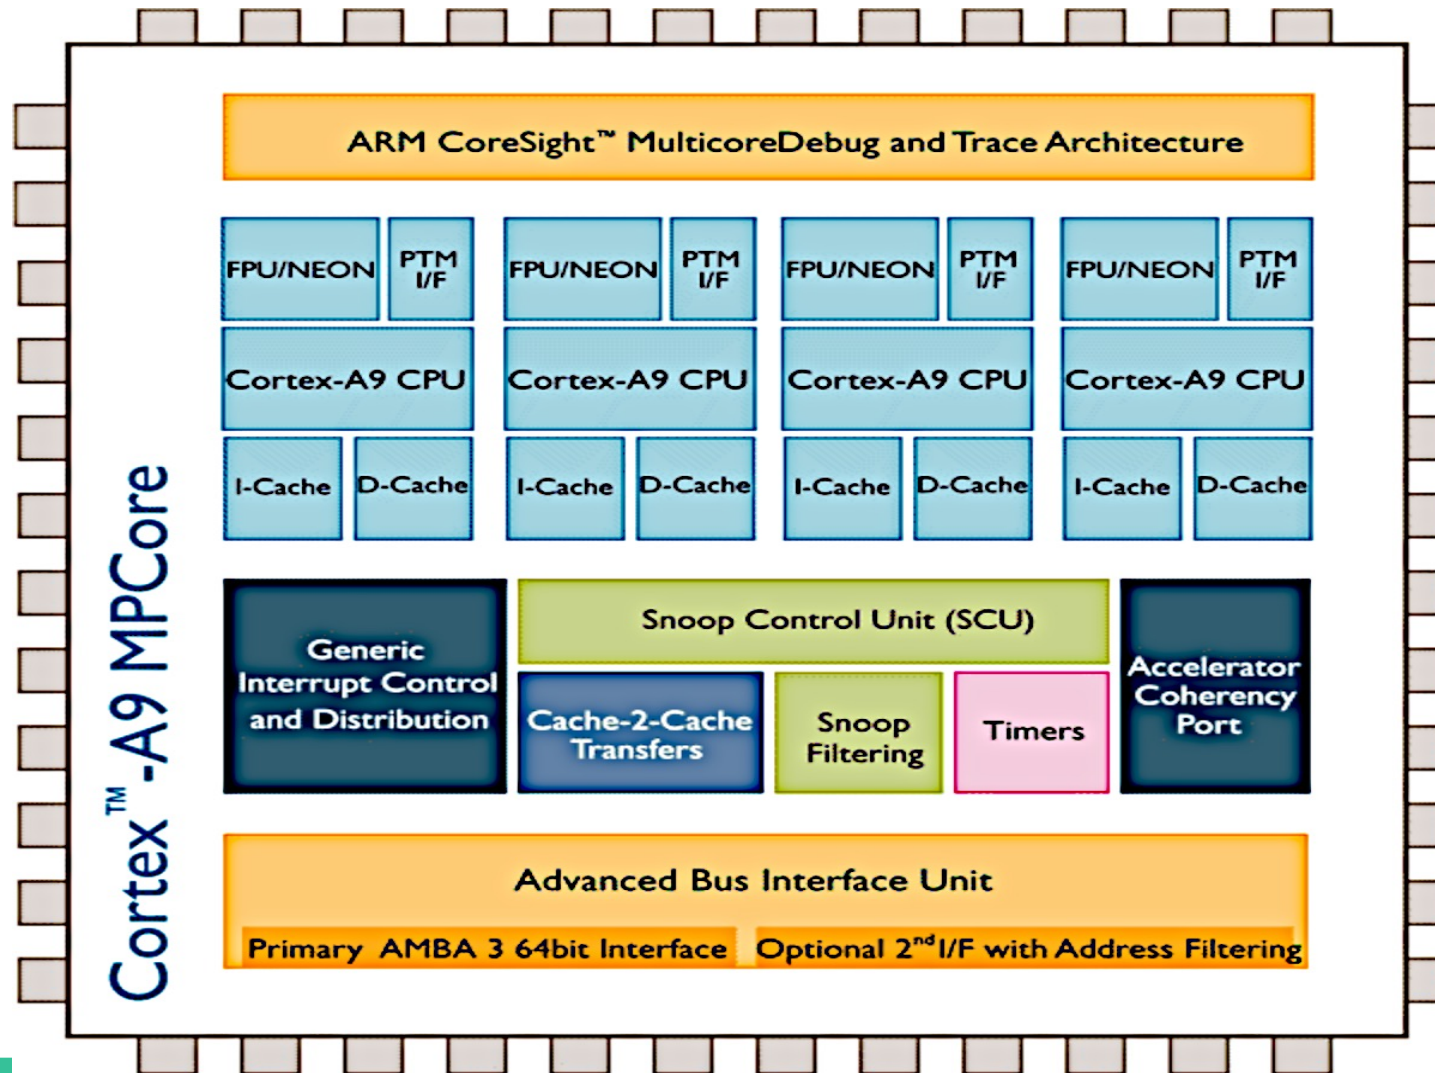 ARM CoreSight™ MulticoreDebug and Trace Architecture
FPU/NEON
PTM
I/F
FPU/NEON
PTM
I/F
FPU/NEON
PTM
I/F
FPU/NEON
PTM
I/F
Cortex-A9 CPU
Cortex-A9 CPU
Cortex-A9 CPU
Cortex-A9 CPU
I-Cache
D-Cache
I-Cache
D-Cache
I-Cache
D-Cache
I-Cache
D-Cache
Cortex™-A9 MPCore
Generic
Interrupt Control
and Distribution
Snoop Control Unit (SCU)
Cache-2-Cache
Transfers
Snoop
Filtering
Timers
Accelerator
Coherency
Port
Advanced Bus Interface Unit
Primary AMBA 3 64bit Interface
Optional 2nd I/F with Address Filtering